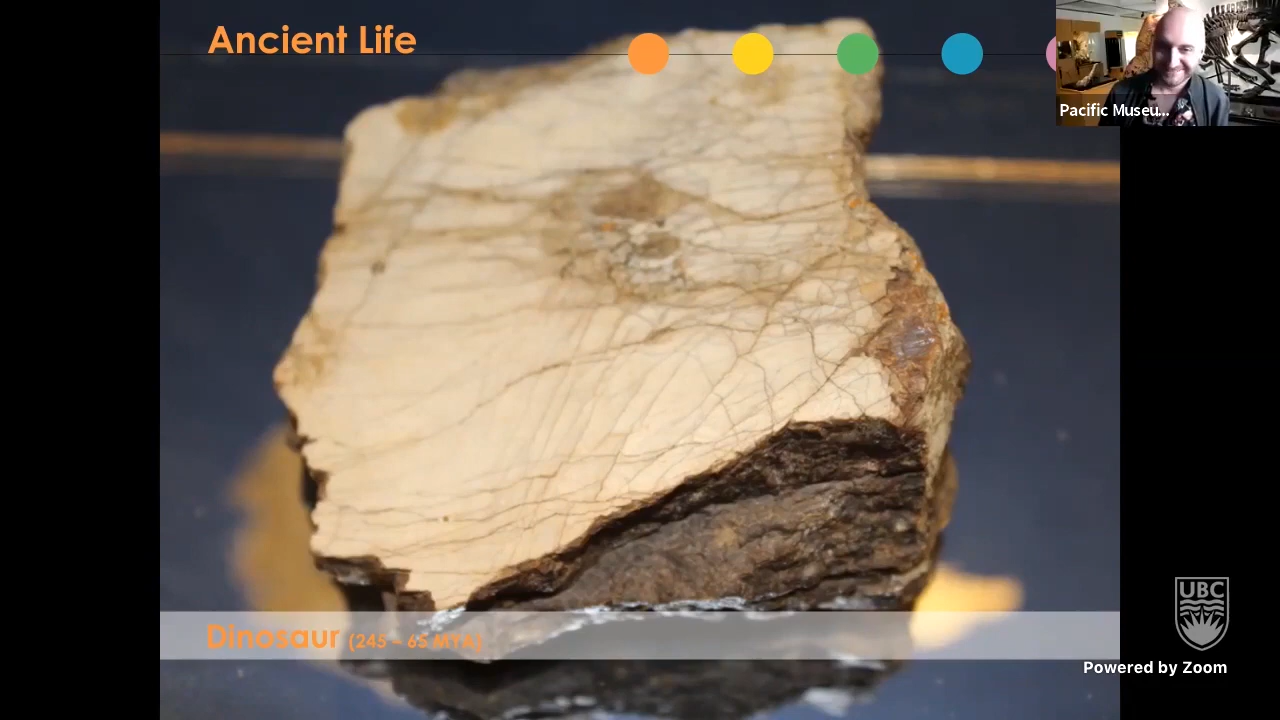 Ancient Life
Pacific Museu...
Dinosaur (245 – 65 MYA)
UBC
Powered by Zoom